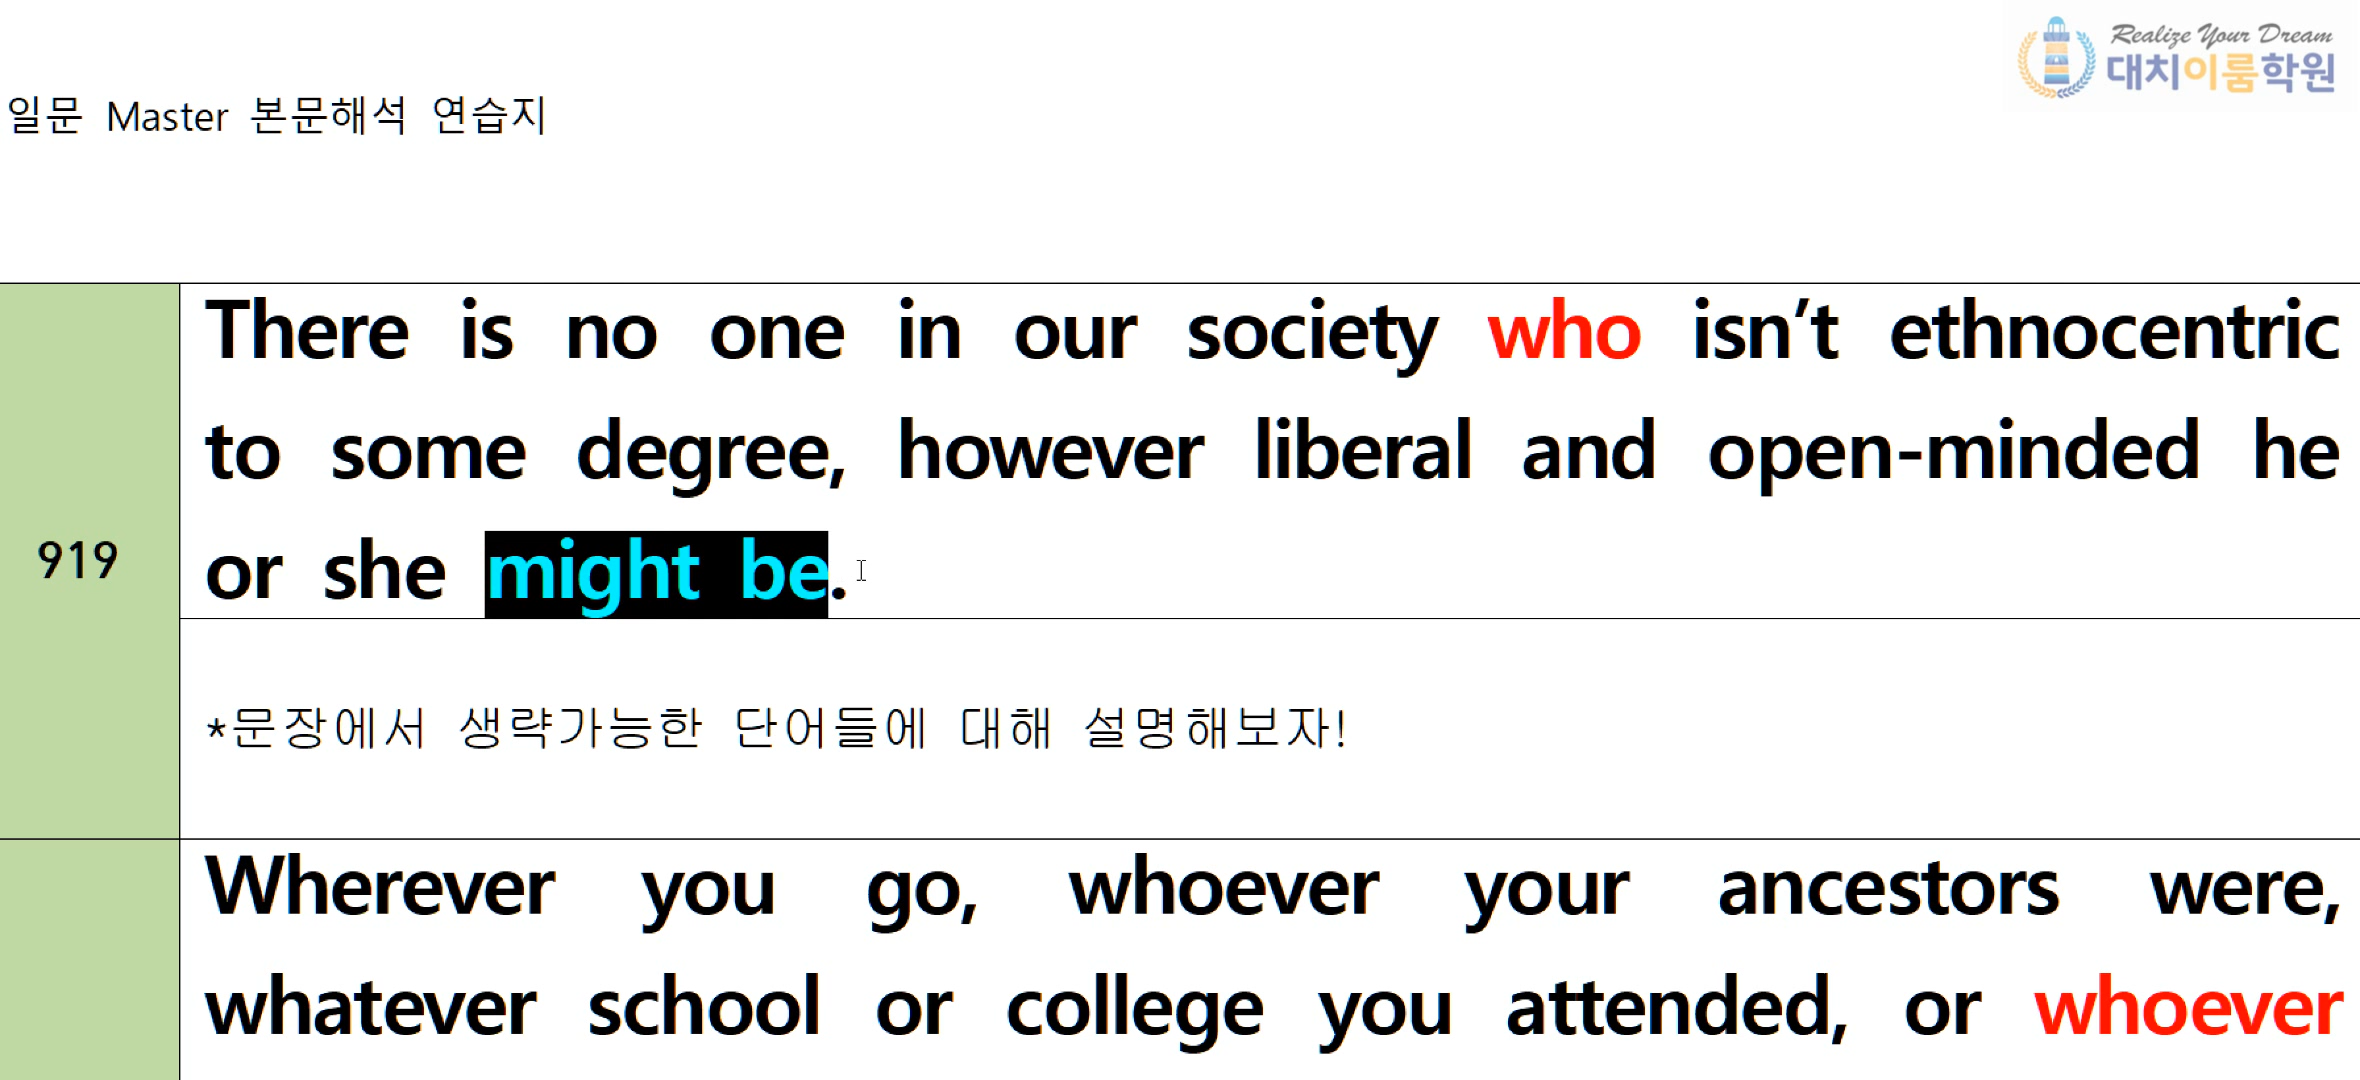 Realize Your Dream
대치이룸학원
일문 Master 본문해석 연습지
There is no one in our society who isn’t ethnocentric
to some degree, however liberal and open-minded he
919
or she might be.
*문장에서 생략가능한 단어들에 대해 설명해보자!
Wherever you go, whoever your ancestors were,
whatever school or college you attended, or whoever